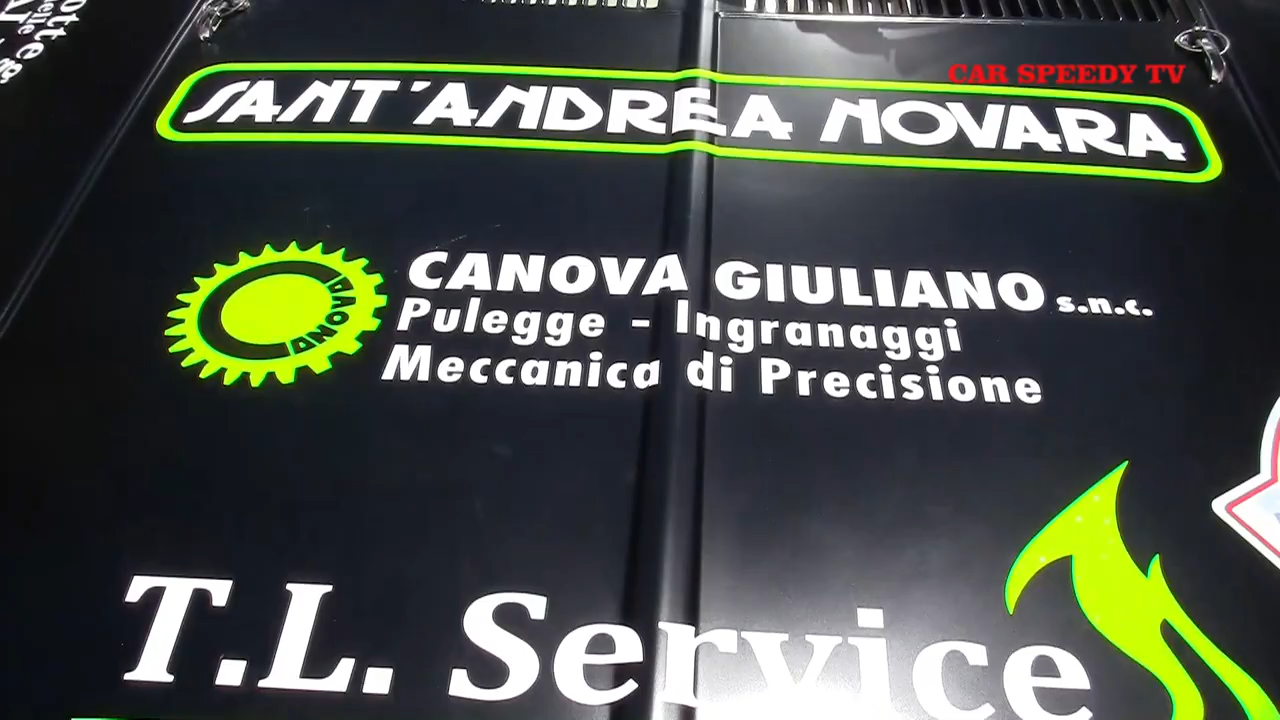 CAR SPEEDY TV
SANT'ANDREA NOVARA
CANOVA
CANOVA GIULIANO s.n.c.
Pulegge - Ingranaggi
Meccanica di Precisione
T.L. Service